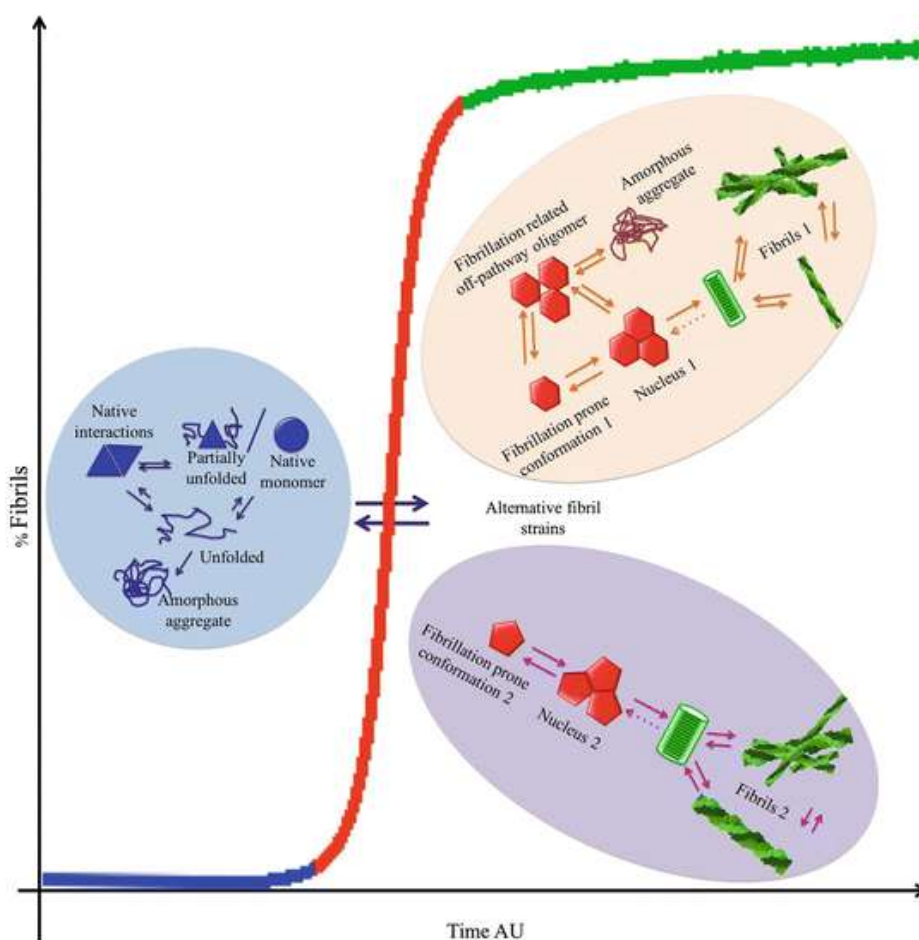 % Fibrils
Time AU
Native
interactions
Partially
unfolded
Native
monomer
Unfolded
Amorphous
aggregate
Fibrillation related
off-pathway oligomer
Amorphous
aggregate
Fibrils 1
Nucleus 1
Fibrillation prone
conformation 1
Alternative fibril
strains
Fibrillation prone
conformation 2
Nucleus 2
Fibrils 2